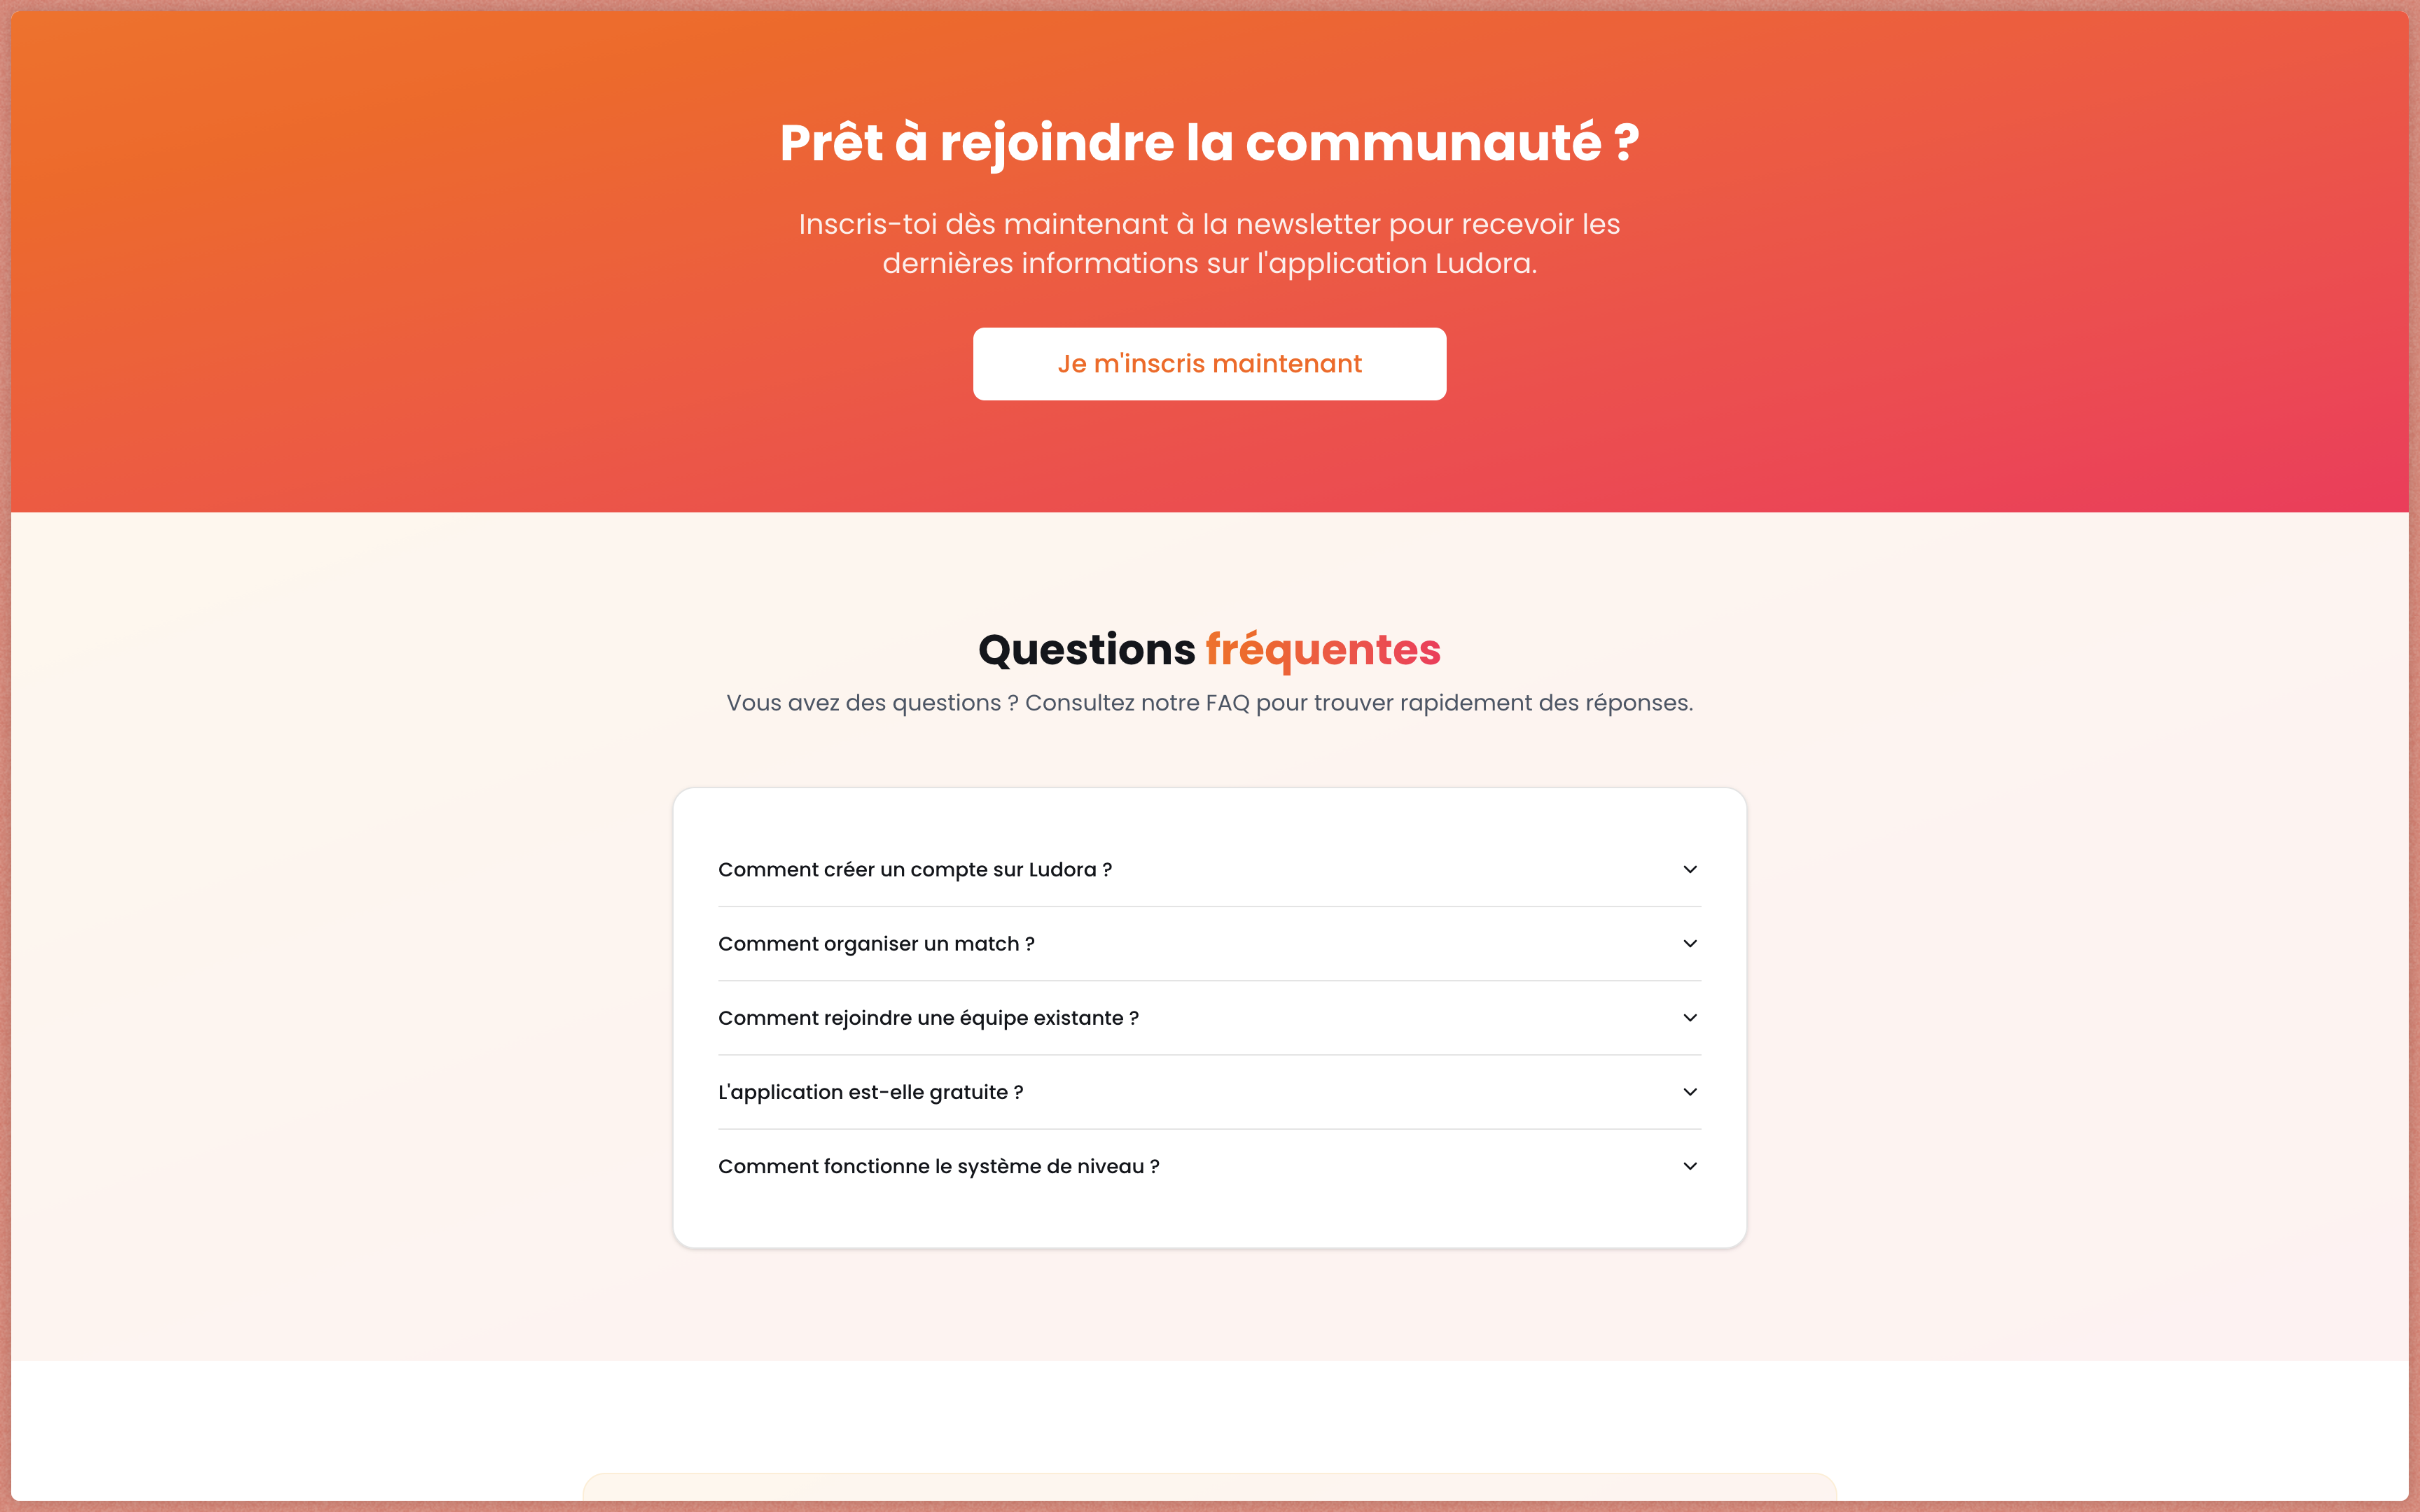 Prêt à rejoindre la communauté ?
Inscris-toi dès maintenant à la newsletter pour recevoir les
dernières informations sur l'application Ludora.
Je m'inscris maintenant
Questions fréquentes
Vous avez des questions ? Consultez notre FAQ pour trouver rapidement des réponses.
Comment créer un compte sur Ludora ?
Comment organiser un match ?
Comment rejoindre une équipe existante ?
L'application est-elle gratuite ?
Comment fonctionne le système de niveau ?